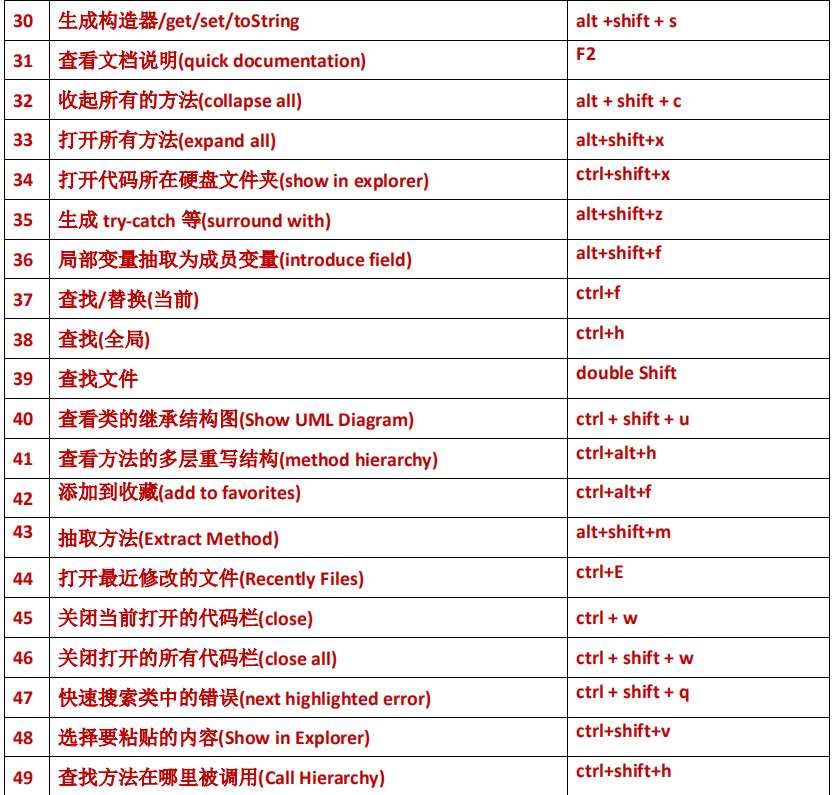 30 生成构造器/get/set/toString alt +shift + s
31 查看文档说明(quick documentation) F2
32 收起所有的方法(collapse all) alt + shift + c
33 打开所有方法(expand all) alt+shift+x
34 打开代码所在硬盘文件夹(show in explorer) ctrl+shift+x
35 生成 try-catch 等(surround with) alt+shift+z
36 局部变量抽取为成员变量(introduce field) alt+shift+f
37 查找/替换(当前) ctrl+f
38 查找(全局) ctrl+h
39 查找文件 double Shift
40 查看类的继承结构图(Show UML Diagram) ctrl + shift + u
41 查看方法的多层重写结构(method hierarchy) ctrl+alt+h
42 添加到收藏(add to favorites) ctrl+alt+f
43 抽取方法(Extract Method) alt+shift+m
44 打开最近修改的文件(Recently Files) ctrl+E
45 关闭当前打开的代码栏(close) ctrl + w
46 关闭打开的所有代码栏(close all) ctrl + shift + w
47 快速搜索类中的错误(next highlighted error) ctrl + shift + q
48 选择要粘贴的内容(Show in Explorer) ctrl+shift+v
49 查找方法在哪里被调用(Call Hierarchy) ctrl+shift+h